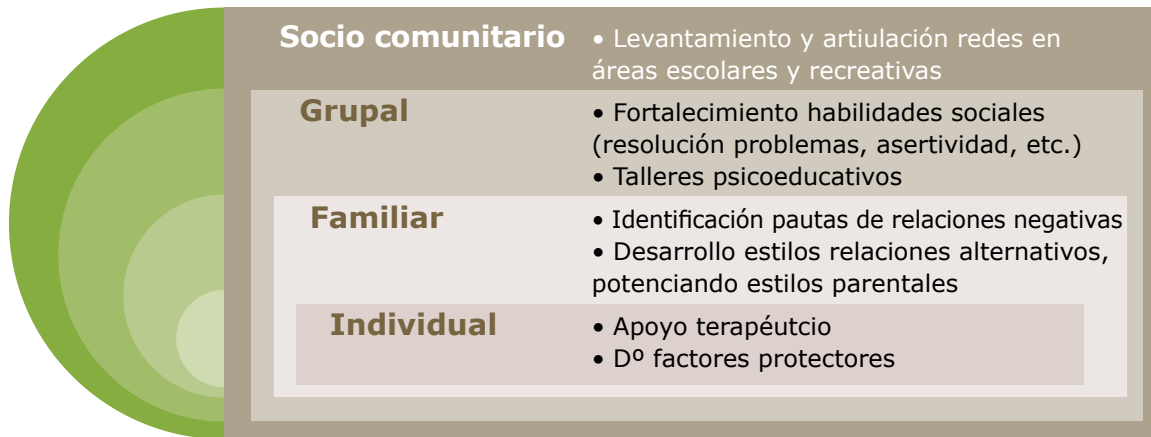 Socio comunitario • Levantamiento y artiulación redes en
áreas escolares y recreativas
Grupal • Fortalecimiento habilidades sociales
(resolución problemas, asertividad, etc.)
• Talleres psicoeducativos
Familiar • Identificación pautas de relaciones negativas
• Desarrollo estilos relaciones alternativos,
potenciando estilos parentales
Individual • Apoyo terapéutcio
• Dº factores protectores